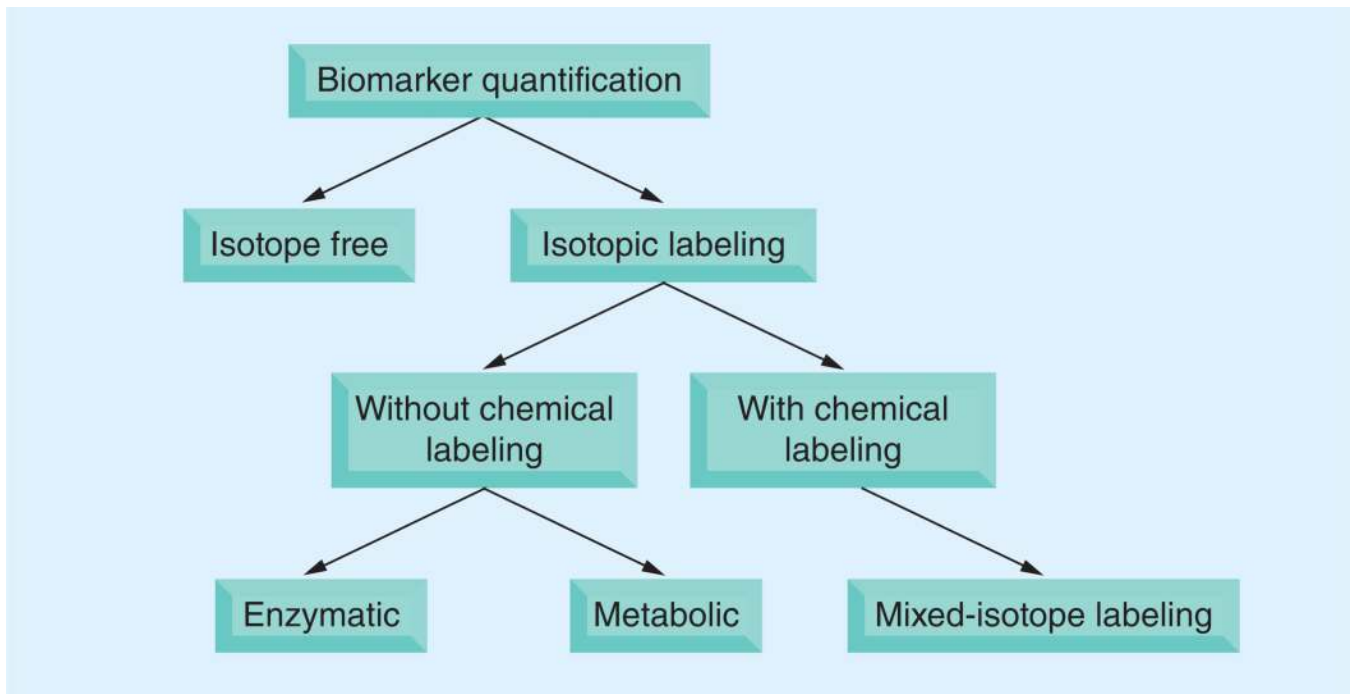 Biomarker quantification
Isotope free
Isotopic labeling
Without chemical
labeling
With chemical
labeling
Enzymatic
Metabolic
Mixed-isotope labeling